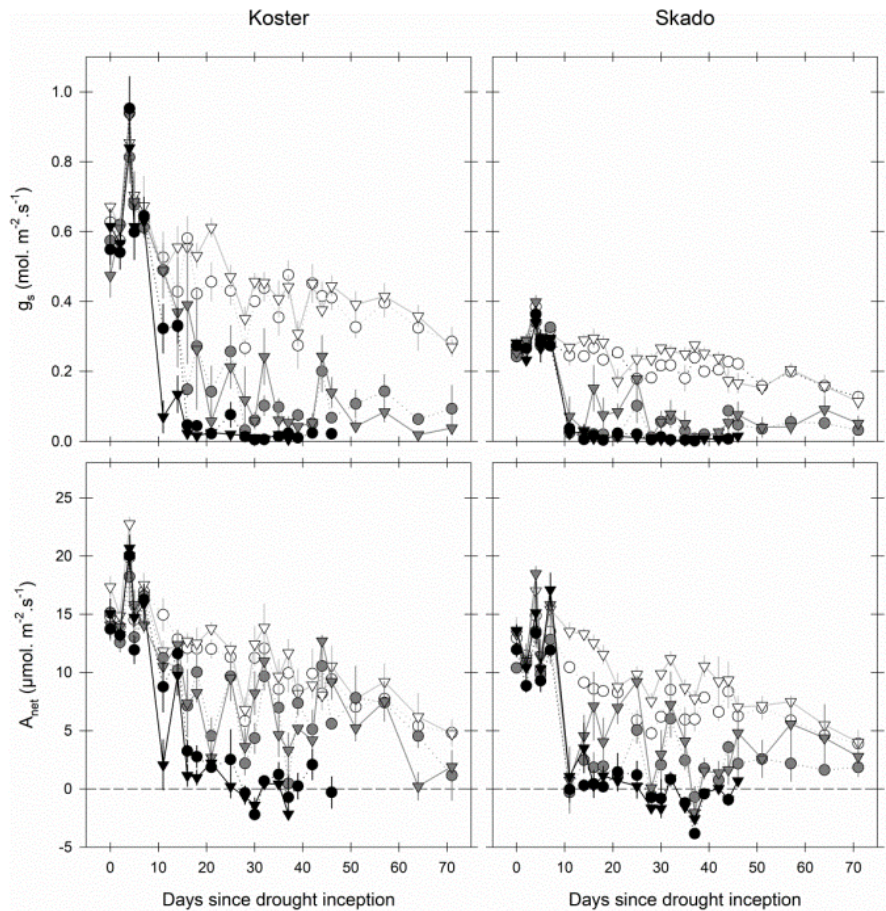 Koster
Skado
1.0
0.8
0.6
0.4
0.2
0.0
g_s (mol. m⁻².s⁻¹)
25
20
15
10
5
0
-5
A_net (µmol. m⁻².s⁻¹)
0 10 20 30 40 50 60 70
0 10 20 30 40 50 60 70
Days since drought inception
Days since drought inception